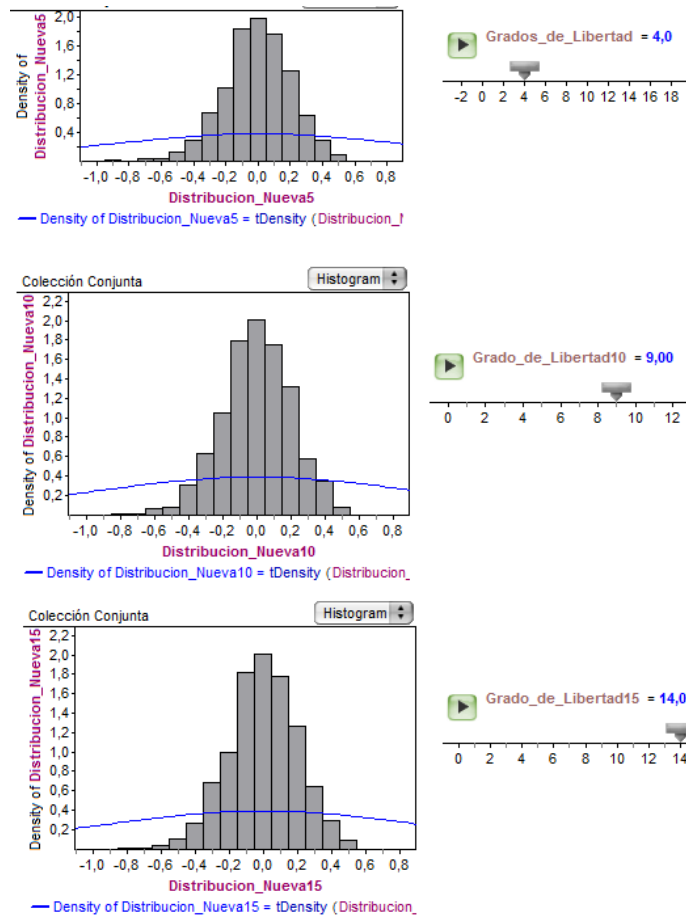 Histogram
2,0
1,6
1,2
0,8
0,4
Density of
Distribucion_Nueva5
-1,0 -0,8 -0,6 -0,4 -0,2 0,0 0,2 0,4 0,6 0,8
Distribucion_Nueva5
Density of Distribucion_Nueva5 = tDensity (Distribucion_
Grados_de_Libertad = 4,0
-2 0 2 4 6 8 10 12 14 16 18
Colección Conjunta
Histogram
2,2
2,0
1,8
1,6
1,4
1,2
1,0
0,8
0,6
0,4
0,2
Density of Distribucion_Nueva10
-1,0 -0,8 -0,6 -0,4 -0,2 0,0 0,2 0,4 0,6 0,8
Distribucion_Nueva10
Density of Distribucion_Nueva10 = tDensity (Distribucion_
Grado_de_Libertad10 = 9,00
0 2 4 6 8 10 12
Colección Conjunta
Histogram
2,2
2,0
1,8
1,6
1,4
1,2
1,0
0,8
0,6
0,4
0,2
Density of Distribucion_Nueva15
-1,0 -0,8 -0,6 -0,4 -0,2 0,0 0,2 0,4 0,6 0,8
Distribucion_Nueva15
Density of Distribucion_Nueva15 = tDensity (Distribucion_
Grado_de_Libertad15 = 14,0
0 2 4 6 8 10 12 14